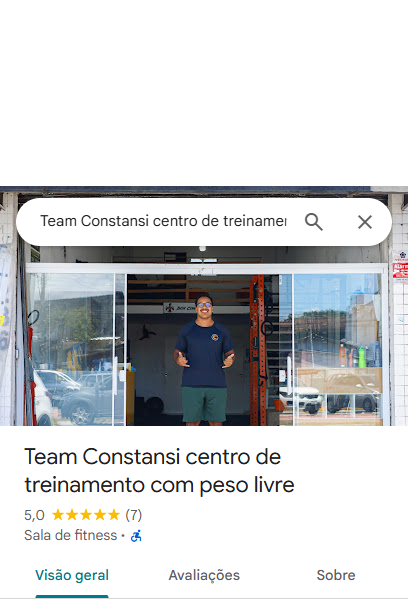 Team Constansi centro de treinamer
Team Constansi centro de
treinamento com peso livre
5,0 (7)
Sala de fitness ·
Visão geral Avaliações Sobre